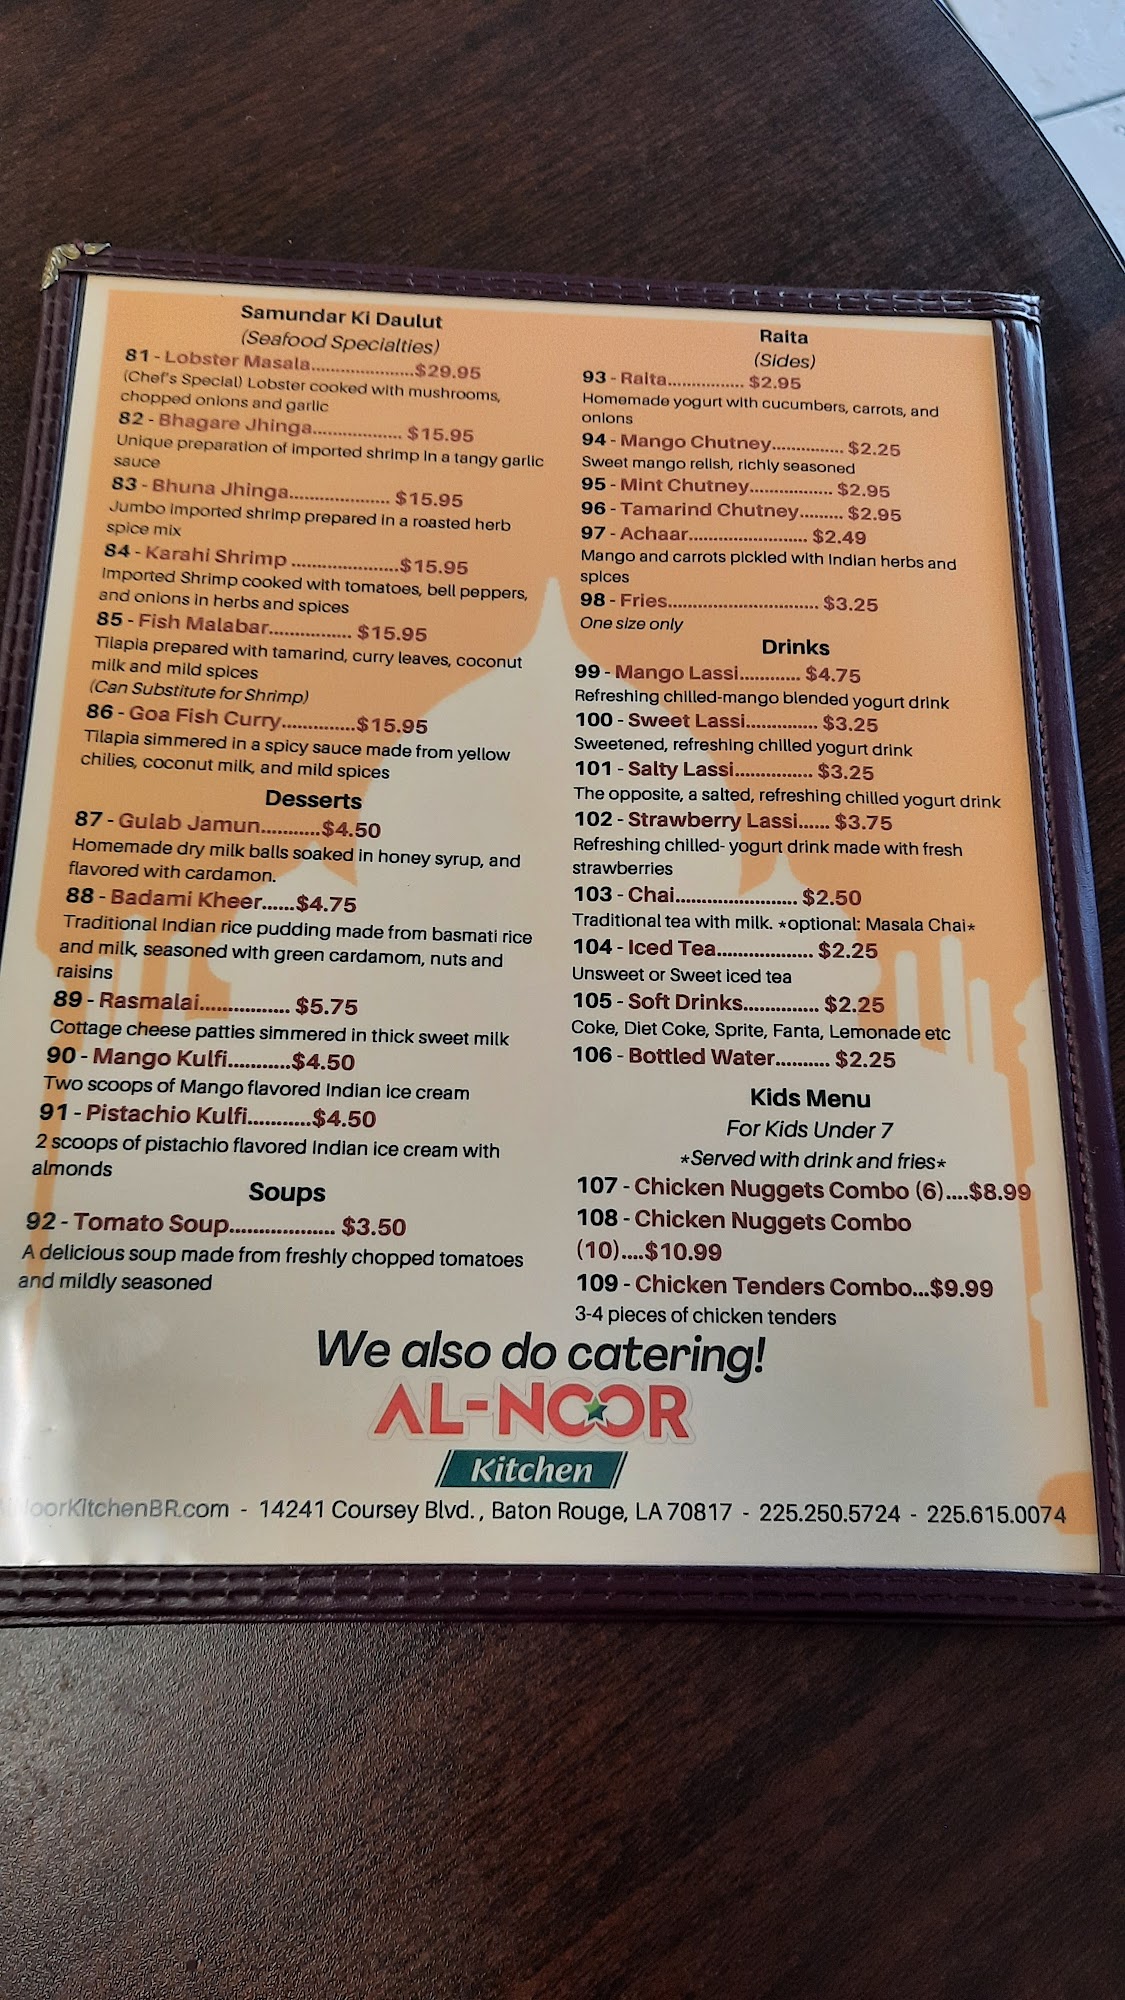 Samundar Ki Daulut
(Seafood Specialties)
81 - Lobster Masala.....................$29.95
(Chef's Special) Lobster cooked with mushrooms,
chopped onions and garlic
82 - Bhagare Jhinga.................. $15.95
Unique preparation of imported shrimp in a tangy garlic
sauce
83 - Bhuna Jhinga.................... $15.95
Jumbo imported shrimp prepared in a roasted herb
spice mix
84 - Karahi Shrimp ......................$15.95
Imported Shrimp cooked with tomatoes, bell peppers,
and onions in herbs and spices
85 - Fish Malabar................. $15.95
Tilapia prepared with tamarind, curry leaves, coconut
milk and mild spices
(Can Substitute for Shrimp)
86 - Goa Fish Curry.............$15.95
Tilapia simmered in a spicy sauce made from yellow
chilies, coconut milk, and mild spices
Desserts
87 - Gulab Jamun...........$4.50
Homemade dry milk balls soaked in honey syrup, and
flavored with cardamon.
88 - Badami Kheer......$4.75
Traditional Indian rice pudding made from basmati rice
and milk, seasoned with green cardamom, nuts and
raisins
89 - Rasmalai................ $5.75
Cottage cheese patties simmered in thick sweet milk
90 - Mango Kulfi...........$4.50
Two scoops of Mango flavored Indian ice cream
91 - Pistachio Kulfi...........$4.50
2 scoops of pistachio flavored Indian ice cream with
almonds
Soups
92 - Tomato Soup.................. $3.50
A delicious soup made from freshly chopped tomatoes
and mildly seasoned
Raita
(Sides)
93 - Raita................ $2.95
Homemade yogurt with cucumbers, carrots, and
onions
94 - Mango Chutney.............. $2.25
Sweet mango relish, richly seasoned
95 - Mint Chutney................. $2.95
96 - Tamarind Chutney......... $2.95
97 - Achaar........................ $2.49
Mango and carrots pickled with Indian herbs and
spices
98 - Fries.............................. $3.25
One size only
Drinks
99 - Mango Lassi............ $4.75
Refreshing chilled-mango blended yogurt drink
100 - Sweet Lassi.............. $3.25
Sweetened, refreshing chilled yogurt drink
101 - Salty Lassi............... $3.25
The opposite, a salted, refreshing chilled yogurt drink
102 - Strawberry Lassi...... $3.75
Refreshing chilled- yogurt drink made with fresh
strawberries
103 - Chai........................ $2.50
Traditional tea with milk. *optional: Masala Chai*
104 - Iced Tea................... $2.25
Unsweet or Sweet iced tea
105 - Soft Drinks.............. $2.25
Coke, Diet Coke, Sprite, Fanta, Lemonade etc
106 - Bottled Water.......... $2.25
Kids Menu
For Kids Under 7
*Served with drink and fries*
107 - Chicken Nuggets Combo (6)....$8.99
108 - Chicken Nuggets Combo
(10)....$10.99
109 - Chicken Tenders Combo...$9.99
3-4 pieces of chicken tenders
We also do catering!
AL-NOOR
Kitchen
oorKitchenBR.com - 14241 Coursey Blvd., Baton Rouge, LA 70817 - 225.250.5724 - 225.615.0074